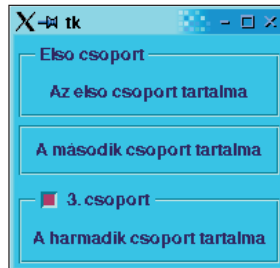 tk
Elso csoport
Az elso csoport tartalma
A második csoport tartalma
3. csoport
A harmadik csoport tartalma